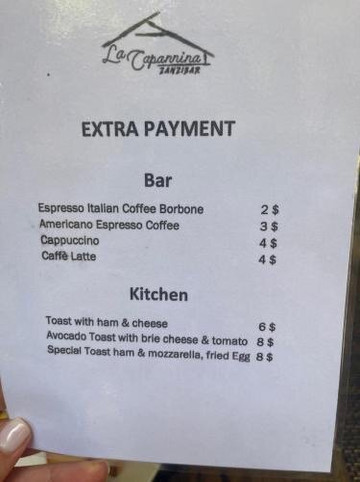 La Capannina
ZANZIBAR
EXTRA PAYMENT
Bar
Espresso Italian Coffee Borbone 2 $
Americano Espresso Coffee 3 $
Cappuccino 4 $
Caffè Latte 4 $
Kitchen
Toast with ham & cheese 6 $
Avocado Toast with brie cheese & tomato 8 $
Special Toast ham & mozzarella, fried Egg 8 $